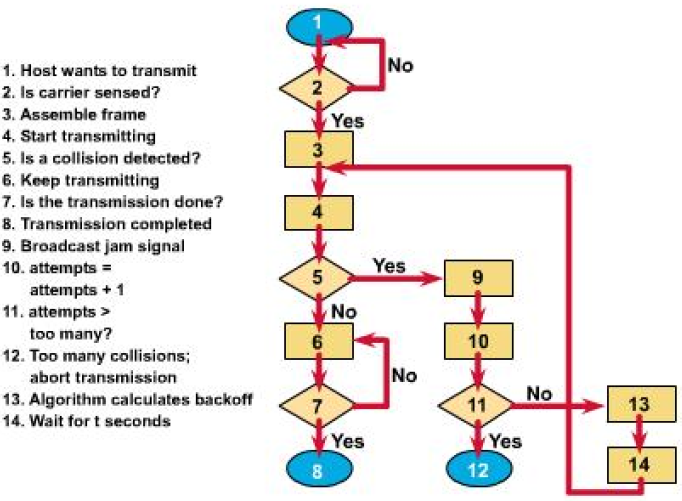 1. Host wants to transmit
2. Is carrier sensed?
3. Assemble frame
4. Start transmitting
5. Is a collision detected?
6. Keep transmitting
7. Is the transmission done?
8. Transmission completed
9. Broadcast jam signal
10. attempts =
attempts + 1
11. attempts >
too many?
12. Too many collisions;
abort transmission
13. Algorithm calculates backoff
14. Wait for t seconds
1
No
2
Yes
3
4
5
Yes
9
No
6
10
No
7
11
No
13
Yes
8
Yes
12
14